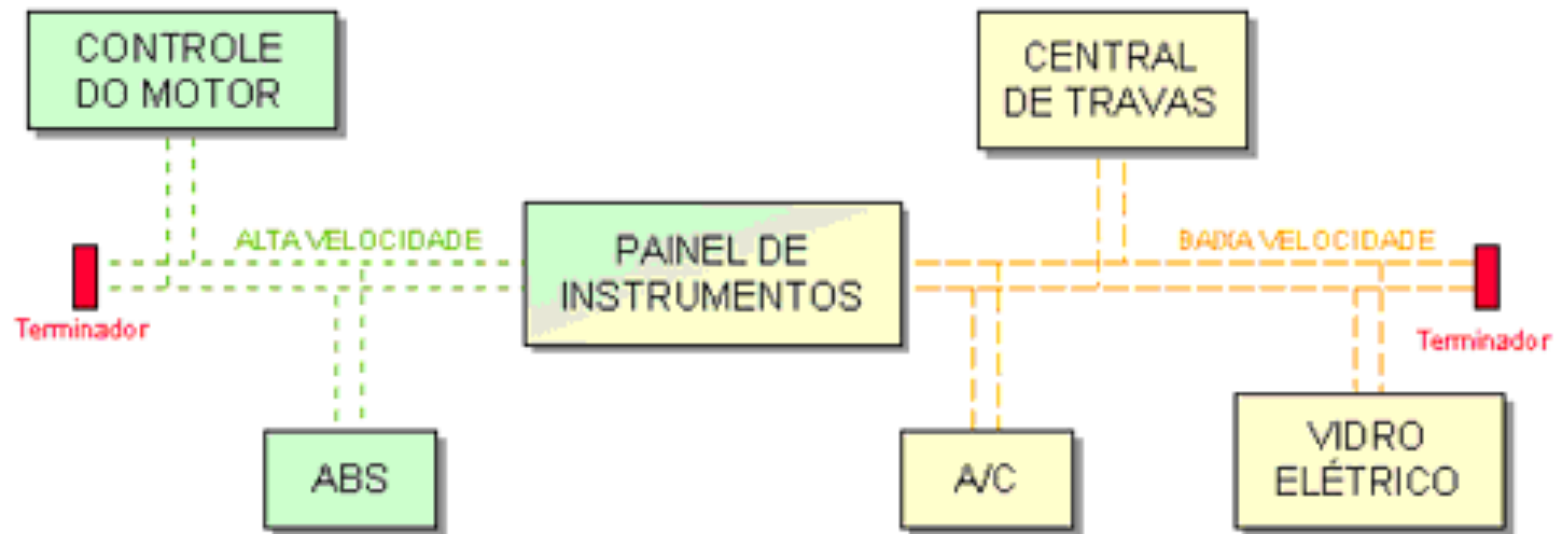 CONTROLE
DO MOTOR
CENTRAL
DE TRAVAS
ALTA VELOCIDADE
PAINEL DE
INSTRUMENTOS
BAIXA VELOCIDADE
Terminador
Terminador
ABS
A/C
VIDRO
ELÉTRICO